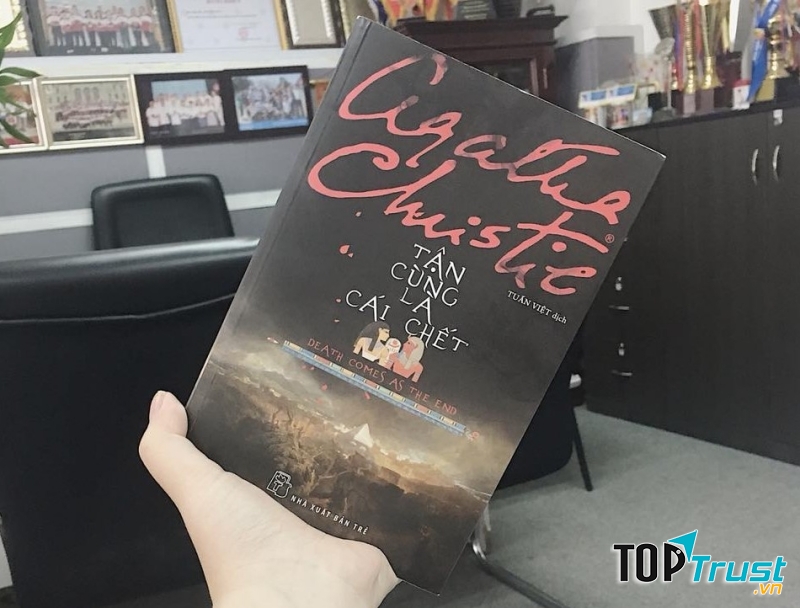 Agatha
Christie®
TẬN
CÙNG
LÀ
CÁI CHẾT
TUẤN VIỆT dịch
DEATH COMES AS THE END
NHÀ XUẤT BẢN TRẺ
TOPTrust
.vn